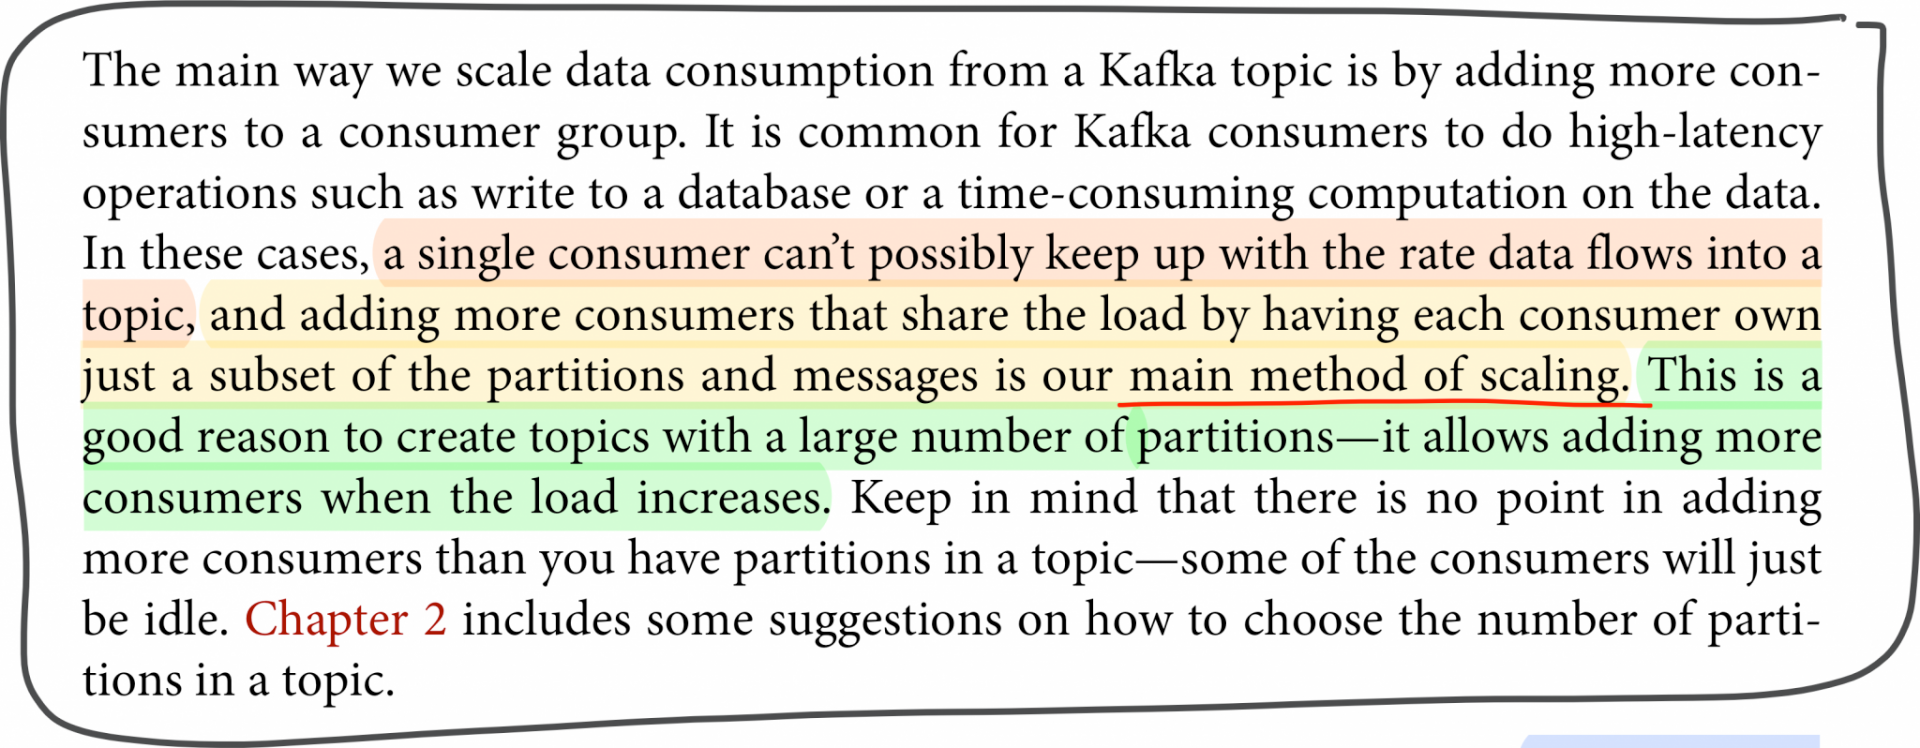 The main way we scale data consumption from a Kafka topic is by adding more con-
sumers to a consumer group. It is common for Kafka consumers to do high-latency
operations such as write to a database or a time-consuming computation on the data.
In these cases, a single consumer can’t possibly keep up with the rate data flows into a
topic, and adding more consumers that share the load by having each consumer own
just a subset of the partitions and messages is our main method of scaling. This is a
good reason to create topics with a large number of partitions—it allows adding more
consumers when the load increases. Keep in mind that there is no point in adding
more consumers than you have partitions in a topic—some of the consumers will just
be idle. Chapter 2 includes some suggestions on how to choose the number of parti-
tions in a topic.